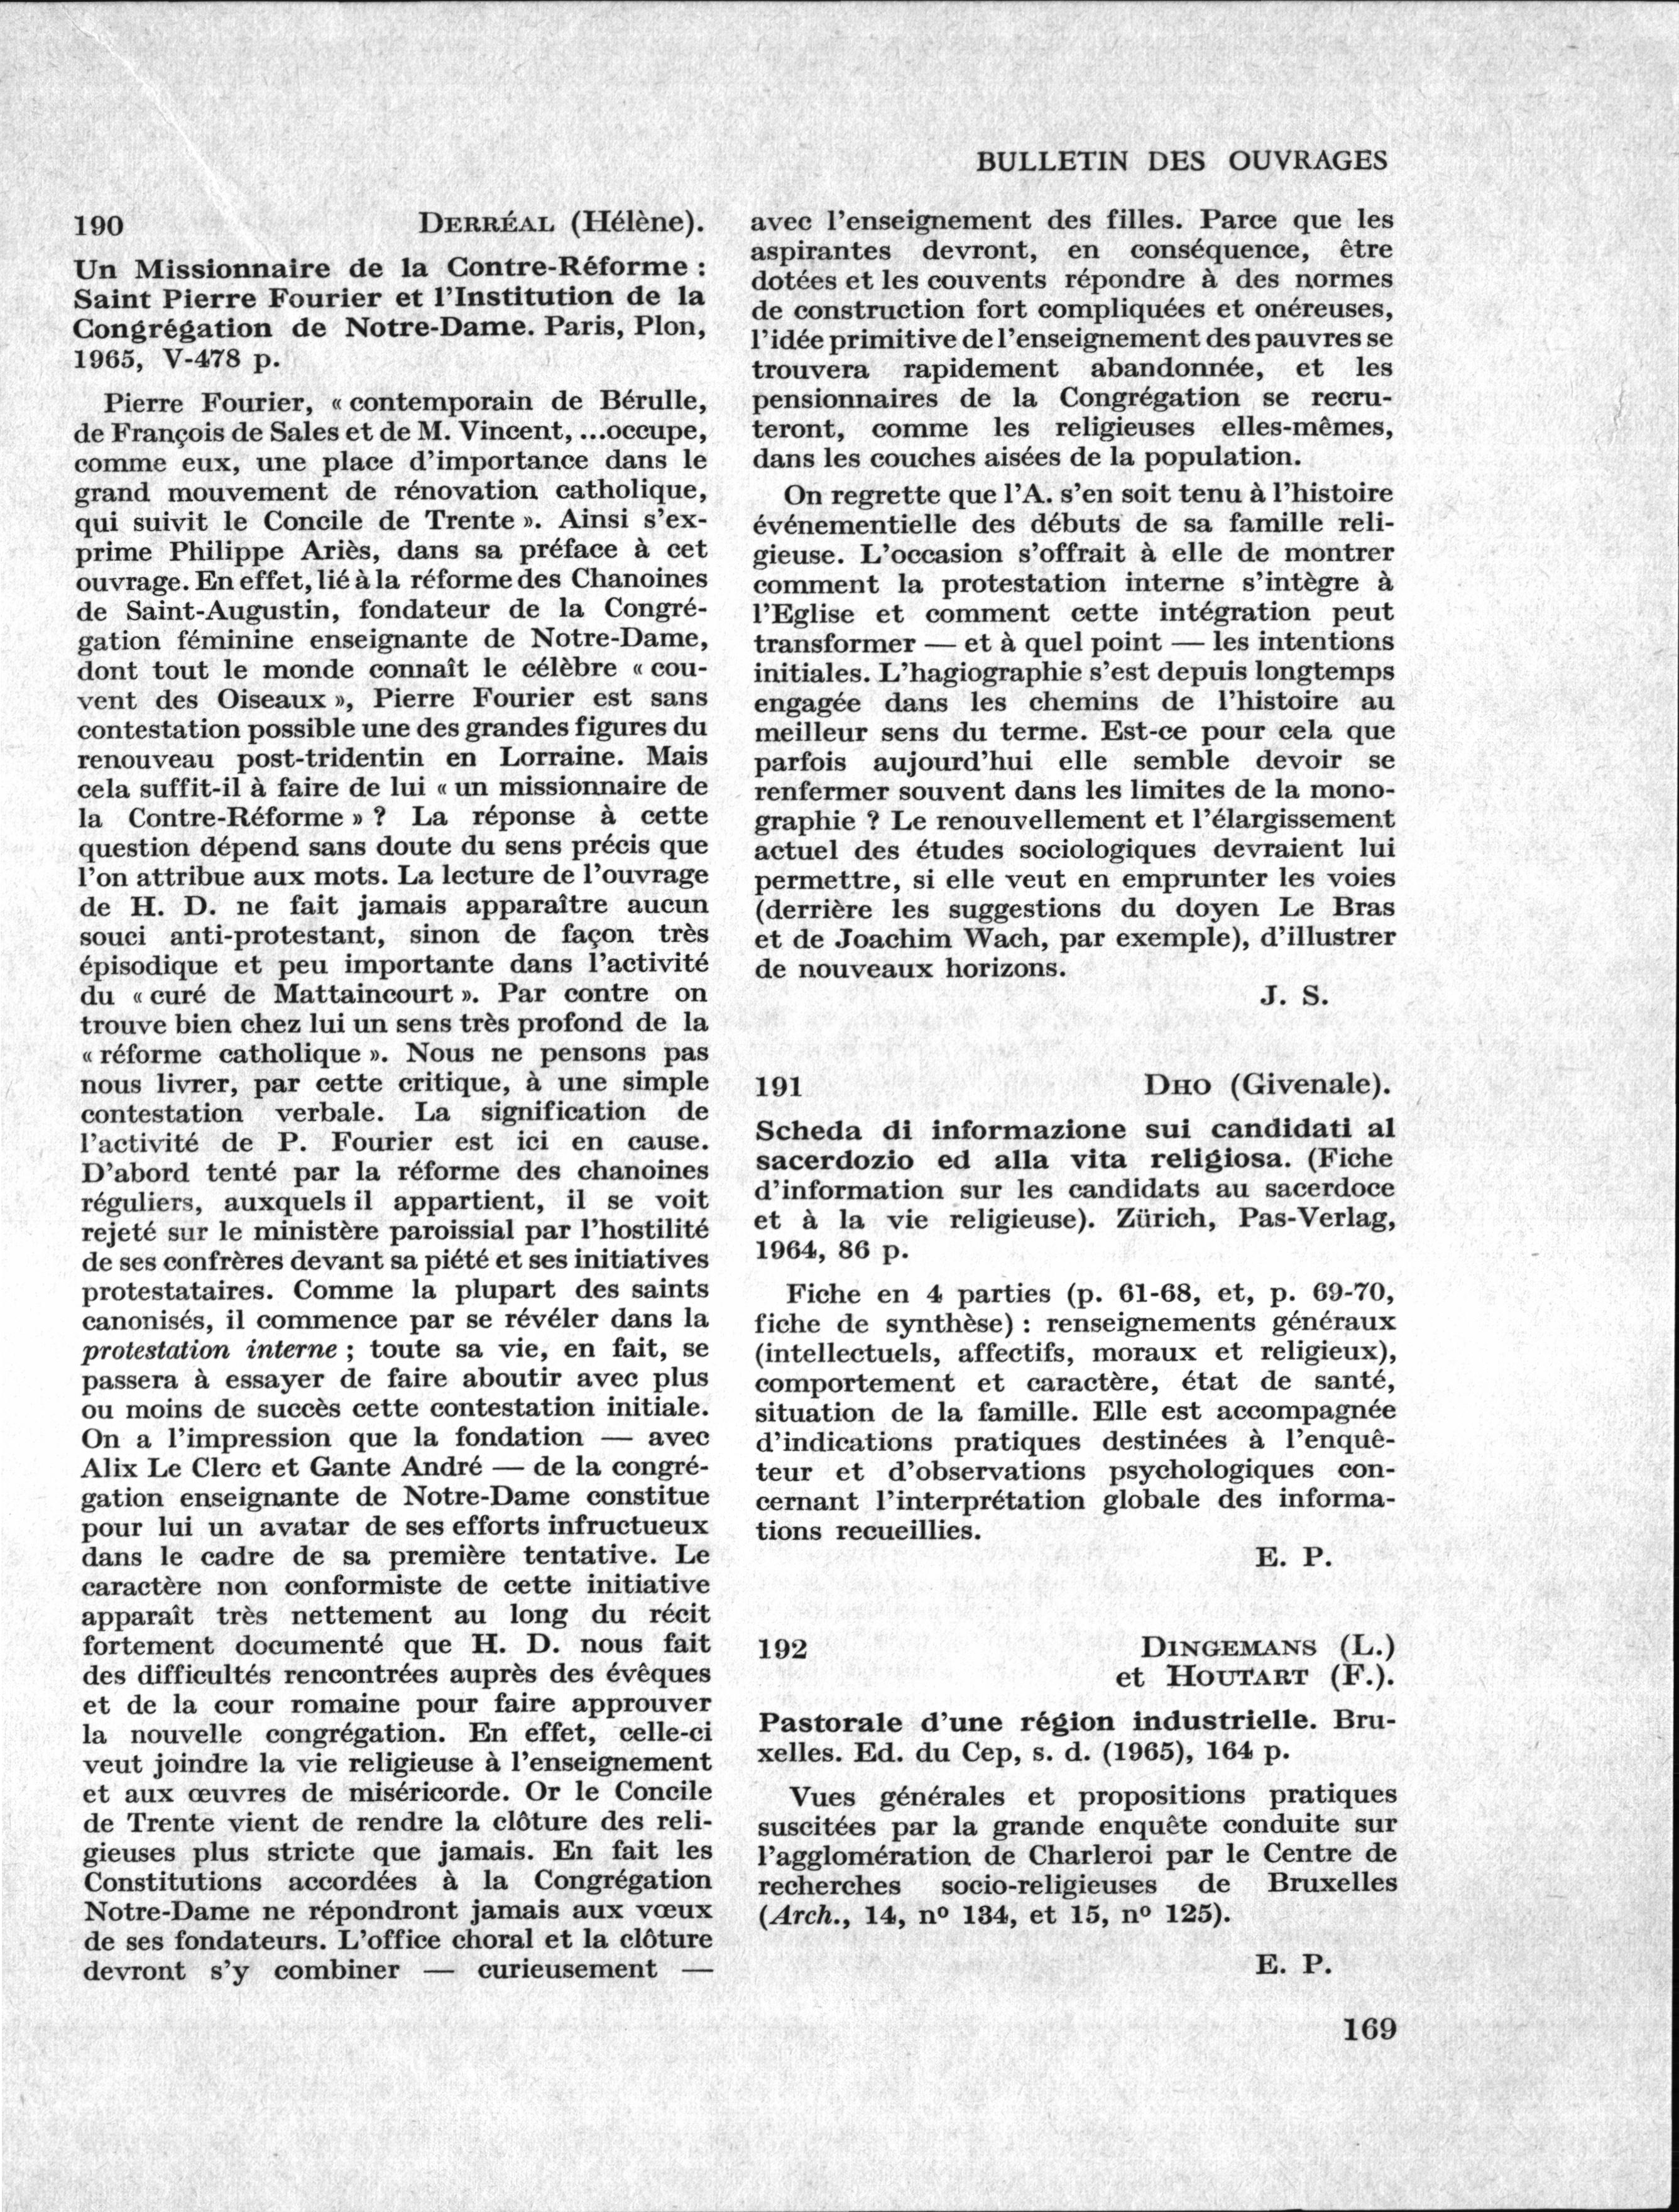 BULLETIN DES OUVRAGES
190 DERRÉAL (Hélène).
Un Missionnaire de la Contre-Réforme :
Saint Pierre Fourier et l'Institution de la
Congrégation de Notre-Dame. Paris, Plon,
1965, V-478 p.
Pierre Fourier, « contemporain de Bérulle,
de François de Sales et de M. Vincent, ...occupe,
comme eux, une place d'importance dans le
grand mouvement de rénovation catholique,
qui suivit le Concile de Trente ». Ainsi s'ex-
prime Philippe Ariès, dans sa préface à cet
ouvrage. En effet, lié à la réforme des Chanoines
de Saint-Augustin, fondateur de la Congré-
gation féminine enseignante de Notre-Dame,
dont tout le monde connaît le célèbre « cou-
vent des Oiseaux », Pierre Fourier est sans
contestation possible une des grandes figures du
renouveau post-tridentin en Lorraine. Mais
cela suffit-il à faire de lui « un missionnaire de
la Contre-Réforme » ? La réponse à cette
question dépend sans doute du sens précis que
l'on attribue aux mots. La lecture de l'ouvrage
de H. D. ne fait jamais apparaître aucun
souci anti-protestant, sinon de façon très
épisodique et peu importante dans l'activité
du « curé de Mattaincourt ». Par contre on
trouve bien chez lui un sens très profond de la
« réforme catholique ». Nous ne pensons pas
nous livrer, par cette critique, à une simple
contestation verbale. La signification de
l'activité de P. Fourier est ici en cause.
D'abord tenté par la réforme des chanoines
réguliers, auxquels il appartient, il se voit
rejeté sur le ministère paroissial par l'hostilité
de ses confrères devant sa piété et ses initiatives
protestataires. Comme la plupart des saints
canonisés, il commence par se révéler dans la
protestation interne ; toute sa vie, en fait, se
passera à essayer de faire aboutir avec plus
ou moins de succès cette contestation initiale.
On a l'impression que la fondation — avec
Alix Le Clerc et Gante André — de la congré-
gation enseignante de Notre-Dame constitue
pour lui un avatar de ses efforts infructueux
dans le cadre de sa première tentative. Le
caractère non conformiste de cette initiative
apparaît très nettement au long du récit
fortement documenté que H. D. nous fait
des difficultés rencontrées auprès des évêques
et de la cour romaine pour faire approuver
la nouvelle congrégation. En effet, celle-ci
veut joindre la vie religieuse à l'enseignement
et aux œuvres de miséricorde. Or le Concile
de Trente vient de rendre la clôture des reli-
gieuses plus stricte que jamais. En fait les
Constitutions accordées à la Congrégation
Notre-Dame ne répondront jamais aux vœux
de ses fondateurs. L'office choral et la clôture
devront s'y combiner — curieusement —
avec l'enseignement des filles. Parce que les
aspirantes devront, en conséquence, être
dotées et les couvents répondre à des normes
de construction fort compliquées et onéreuses,
l'idée primitive de l'enseignement des pauvres se
trouvera rapidement abandonnée, et les
pensionnaires de la Congrégation se recru-
teront, comme les religieuses elles-mêmes,
dans les couches aisées de la population.
On regrette que l'A. s'en soit tenu à l'histoire
événementielle des débuts de sa famille reli-
gieuse. L'occasion s'offrait à elle de montrer
comment la protestation interne s'intègre à
l'Eglise et comment cette intégration peut
transformer — et à quel point — les intentions
initiales. L'hagiographie s'est depuis longtemps
engagée dans les chemins de l'histoire au
meilleur sens du terme. Est-ce pour cela que
parfois aujourd'hui elle semble devoir se
renfermer souvent dans les limites de la mono-
graphie ? Le renouvellement et l'élargissement
actuel des études sociologiques devraient lui
permettre, si elle veut en emprunter les voies
(derrière les suggestions du doyen Le Bras
et de Joachim Wach, par exemple), d'illustrer
de nouveaux horizons.
J. S.
191 DHO (Givenale).
Scheda di informazione sui candidati al
sacerdozio ed alla vita religiosa. (Fiche
d'information sur les candidats au sacerdoce
et à la vie religieuse). Zürich, Pas-Verlag,
1964, 86 p.
Fiche en 4 parties (p. 61-68, et, p. 69-70,
fiche de synthèse) : renseignements généraux
(intellectuels, affectifs, moraux et religieux),
comportement et caractère, état de santé,
situation de la famille. Elle est accompagnée
d'indications pratiques destinées à l'enquê-
teur et d'observations psychologiques con-
cernant l'interprétation globale des informa-
tions recueillies.
E. P.
192 DINGEMANS (L.)
et HOUTART (F.).
Pastorale d'une région industrielle. Bru-
xelles. Ed. du Cep, s. d. (1965), 164 p.
Vues générales et propositions pratiques
suscitées par la grande enquête conduite sur
l'agglomération de Charleroi par le Centre de
recherches socio-religieuses de Bruxelles
(Arch., 14, nº 134, et 15, nº 125).
E. P.
169